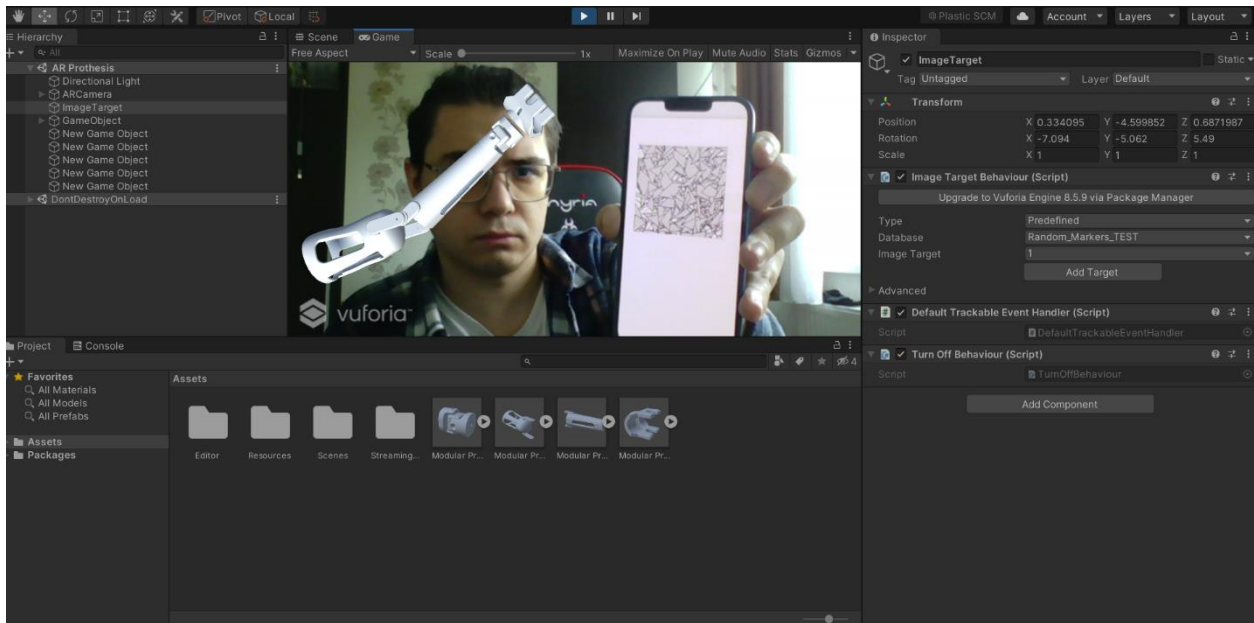 Pivot Local
Plastic SCM Account Layers Layout
Hierarchy
All
AR Prothesis
Directional Light
ARCamera
ImageTarget
GameObject
New Game Object
New Game Object
New Game Object
New Game Object
New Game Object
DontDestroyOnLoad
Scene Game
Free Aspect Scale 1x Maximize On Play Mute Audio Stats Gizmos
vuforia
Inspector
ImageTarget Static
Tag Untagged Layer Default
Transform
Position X 0.334095 Y -4.599852 Z 0.6871987
Rotation X -7.094 Y -5.062 Z 5.49
Scale X 1 Y 1 Z 1
Image Target Behaviour (Script)
Upgrade to Vuforia Engine 8.5.9 via Package Manager
Type Predefined
Database Random_Markers_TEST
Image Target 1
Add Target
Advanced
Default Trackable Event Handler (Script)
Script DefaultTrackableEventHandler
Turn Off Behaviour (Script)
Script TurnOffBehaviour
Add Component
Project Console
4
Favorites
All Materials
All Models
All Prefabs
Assets
Packages
Assets
Editor Resources Scenes Streaming... Modular Pr... Modular Pr... Modular Pr... Modular Pr...